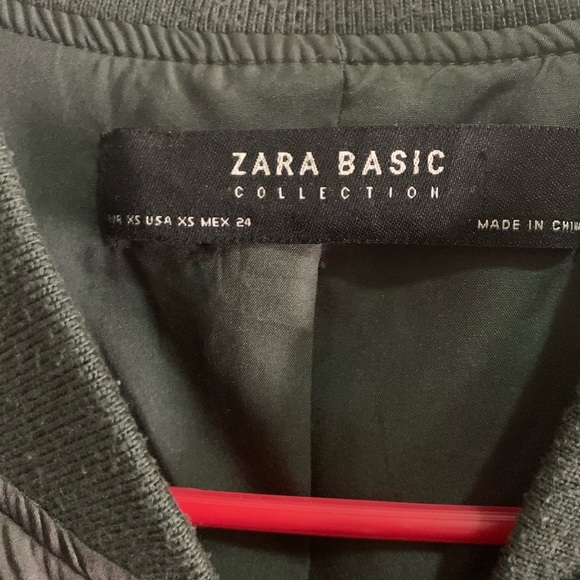 ZARA BASIC
COLLECTION
XS USA XS MEX 24
MADE IN